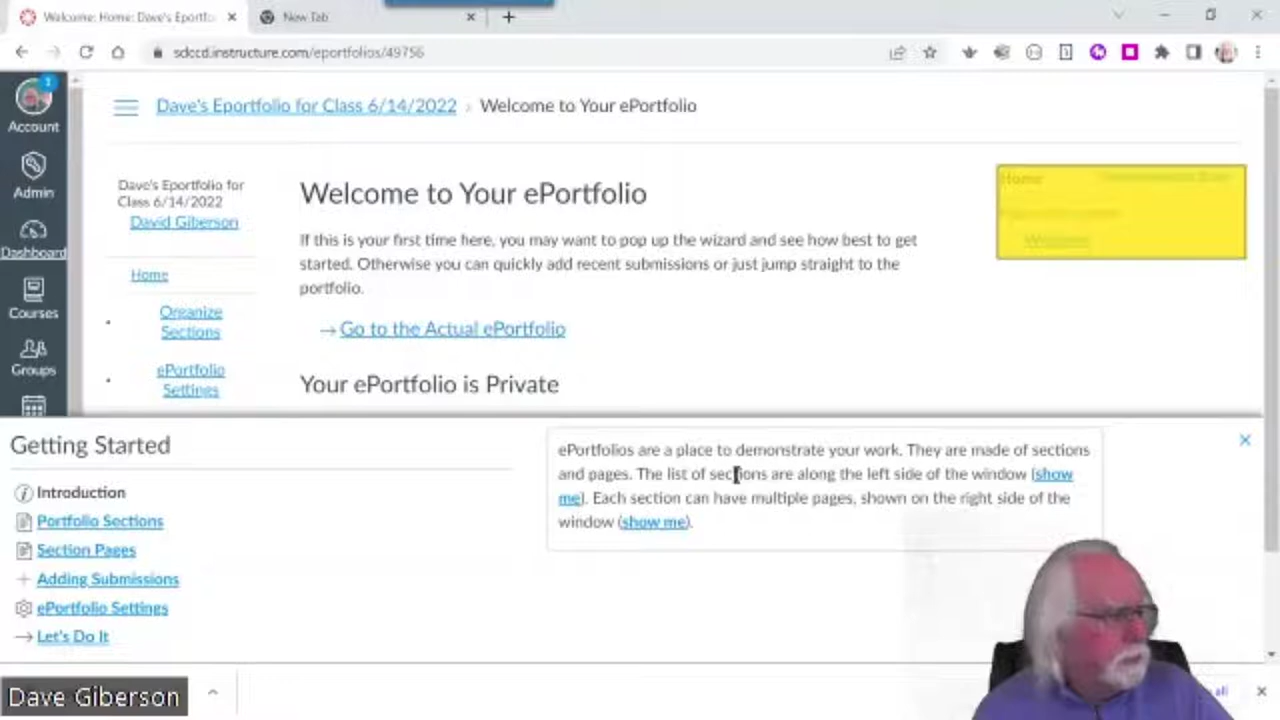 Welcome: Home: Dave's Eportfo
New Tab
sdccd.instructure.com/eportfolios/49756
1
Account
Admin
Dashboard
Courses
Groups
Dave's Eportfolio for Class 6/14/2022 › Welcome to Your ePortfolio
Dave's Eportfolio for
Class 6/14/2022
David Giberson
Home
Organize
Sections
ePortfolio
Settings
Welcome to Your ePortfolio
If this is your first time here, you may want to pop up the wizard and see how best to get
started. Otherwise you can quickly add recent submissions or just jump straight to the
portfolio.
→ Go to the Actual ePortfolio
Your ePortfolio is Private
Home
Welcome
Getting Started
Introduction
Portfolio Sections
Section Pages
Adding Submissions
ePortfolio Settings
Let's Do It
ePortfolios are a place to demonstrate your work. They are made of sections
and pages. The list of sections are along the left side of the window (show
me). Each section can have multiple pages, shown on the right side of the
window (show me).
Dave Giberson
all